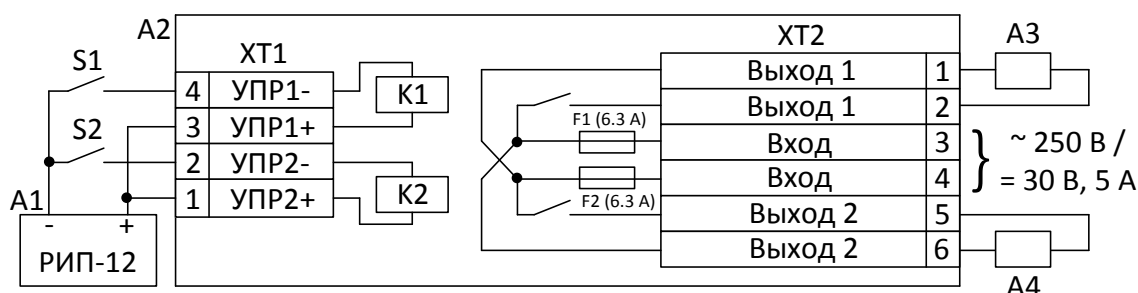 A2
XT1
XT2
A3
S1
4 УПР1-
K1
Выход 1 1
Выход 1 2
S2
3 УПР1+
F1 (6.3 А)
Вход 3
~ 250 В /
2 УПР2-
Вход 4
= 30 В, 5 А
A1
1 УПР2+
K2
F2 (6.3 А)
Выход 2 5
- +
РИП-12
Выход 2 6
A4